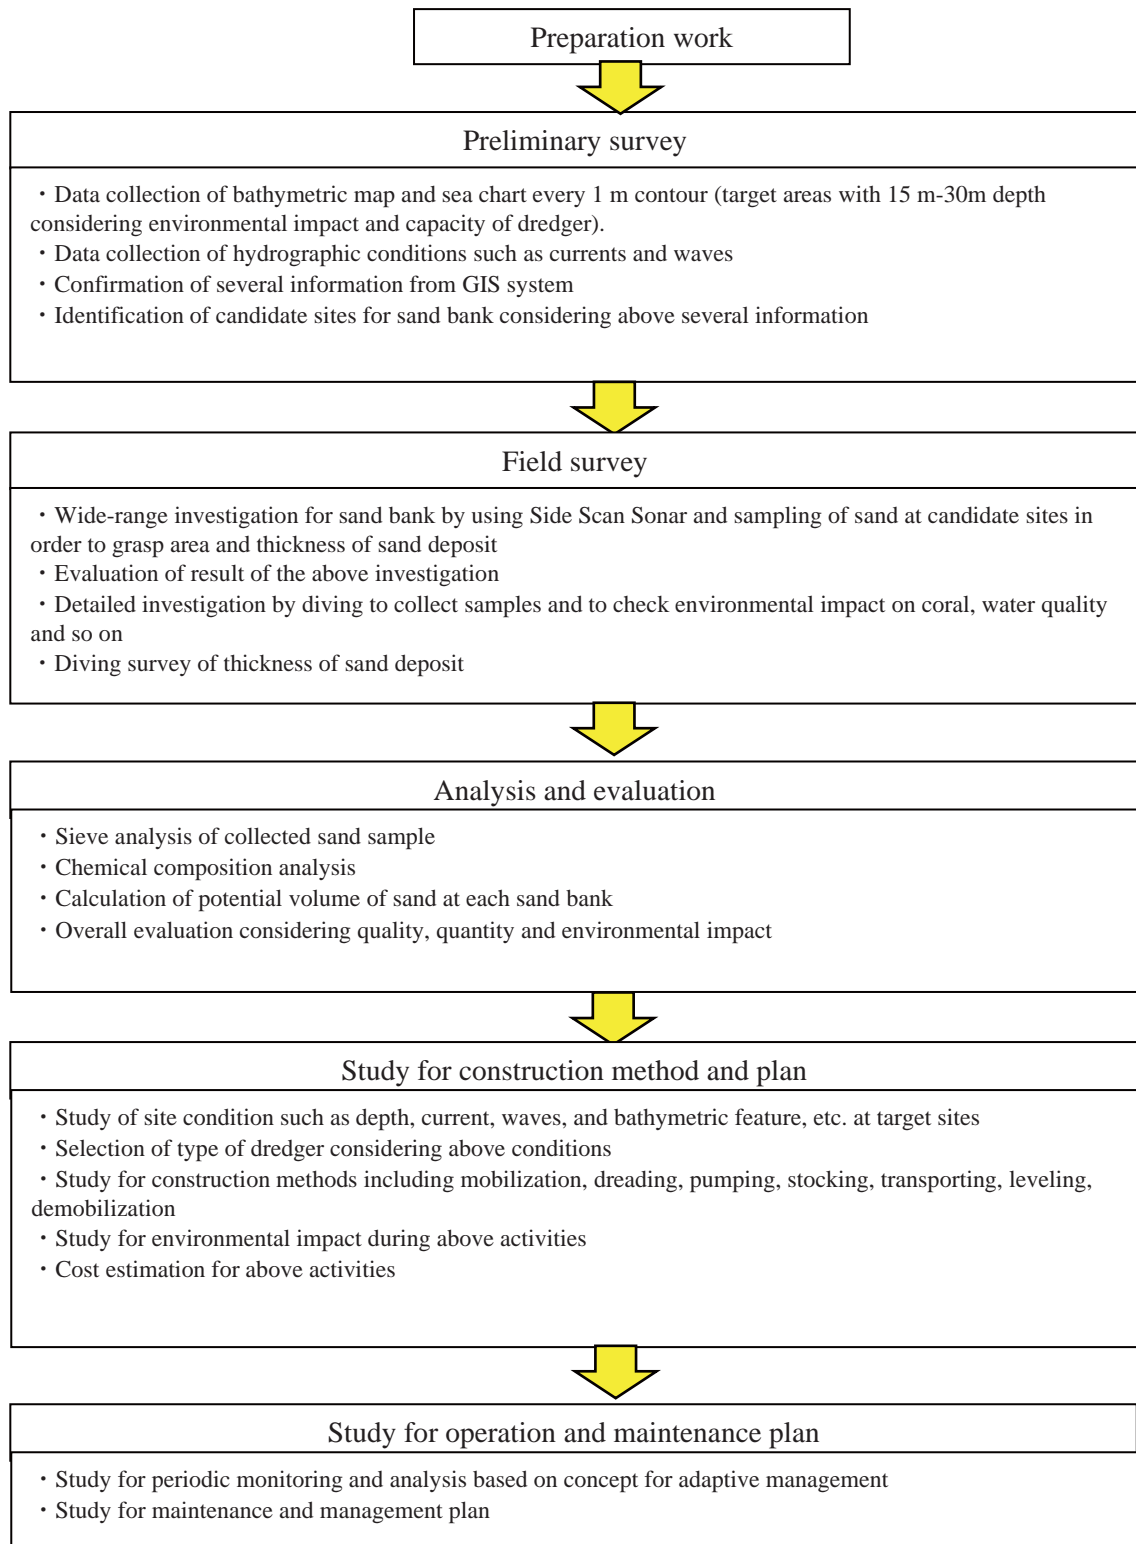 Preparation work
Preliminary survey
・Data collection of bathymetric map and sea chart every 1 m contour (target areas with 15 m-30m depth
considering environmental impact and capacity of dredger).
・Data collection of hydrographic conditions such as currents and waves
・Confirmation of several information from GIS system
・Identification of candidate sites for sand bank considering above several information
Field survey
・Wide-range investigation for sand bank by using Side Scan Sonar and sampling of sand at candidate sites in
order to grasp area and thickness of sand deposit
・Evaluation of result of the above investigation
・Detailed investigation by diving to collect samples and to check environmental impact on coral, water quality
and so on
・Diving survey of thickness of sand deposit
Analysis and evaluation
・Sieve analysis of collected sand sample
・Chemical composition analysis
・Calculation of potential volume of sand at each sand bank
・Overall evaluation considering quality, quantity and environmental impact
Study for construction method and plan
・Study of site condition such as depth, current, waves, and bathymetric feature, etc. at target sites
・Selection of type of dredger considering above conditions
・Study for construction methods including mobilization, dreading, pumping, stocking, transporting, leveling,
demobilization
・Study for environmental impact during above activities
・Cost estimation for above activities
Study for operation and maintenance plan
・Study for periodic monitoring and analysis based on concept for adaptive management
・Study for maintenance and management plan